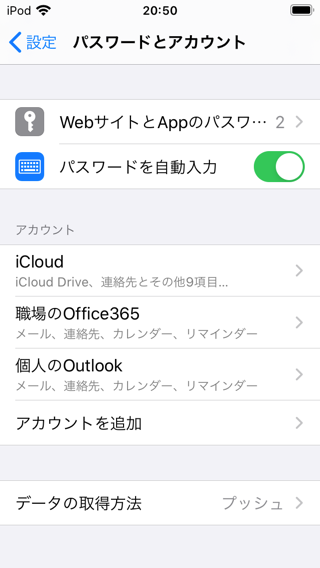 iPod 20:50
設定 パスワードとアカウント
WebサイトとAppのパスワ… 2
パスワードを自動入力
アカウント
iCloud
iCloud Drive、連絡先とその他9項目...
職場のOffice365
メール、連絡先、カレンダー、リマインダー
個人のOutlook
メール、連絡先、カレンダー、リマインダー
アカウントを追加
データの取得方法 プッシュ